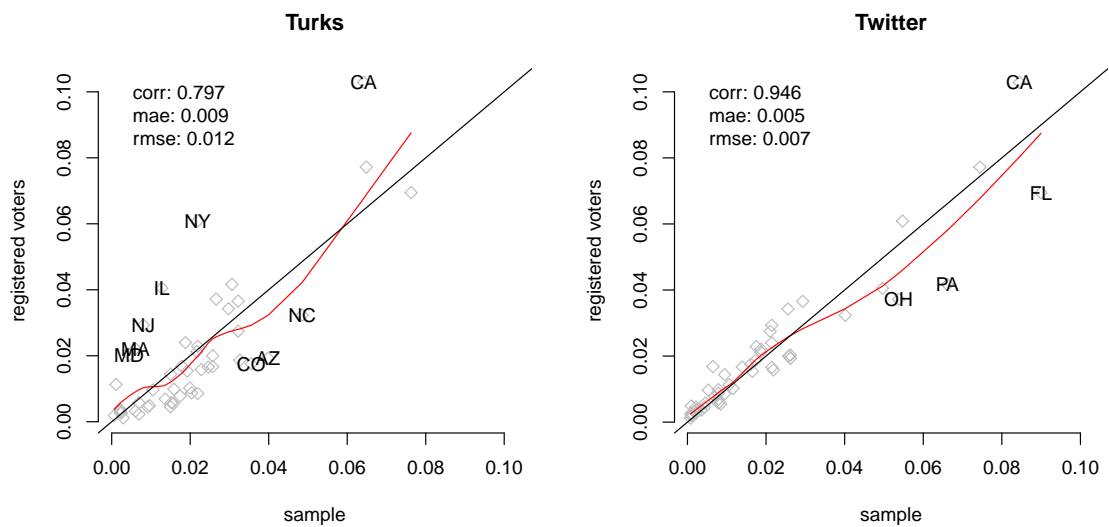 Turks
corr: 0.797
mae: 0.009
rmse: 0.012
CA
NY
IL
NJ
MA
MD
NC
AZ
CO
0.00 0.02 0.04 0.06 0.08 0.10
registered voters
0.00 0.02 0.04 0.06 0.08 0.10
sample
Twitter
corr: 0.946
mae: 0.005
rmse: 0.007
CA
FL
PA
OH
0.00 0.02 0.04 0.06 0.08 0.10
registered voters
0.00 0.02 0.04 0.06 0.08 0.10
sample